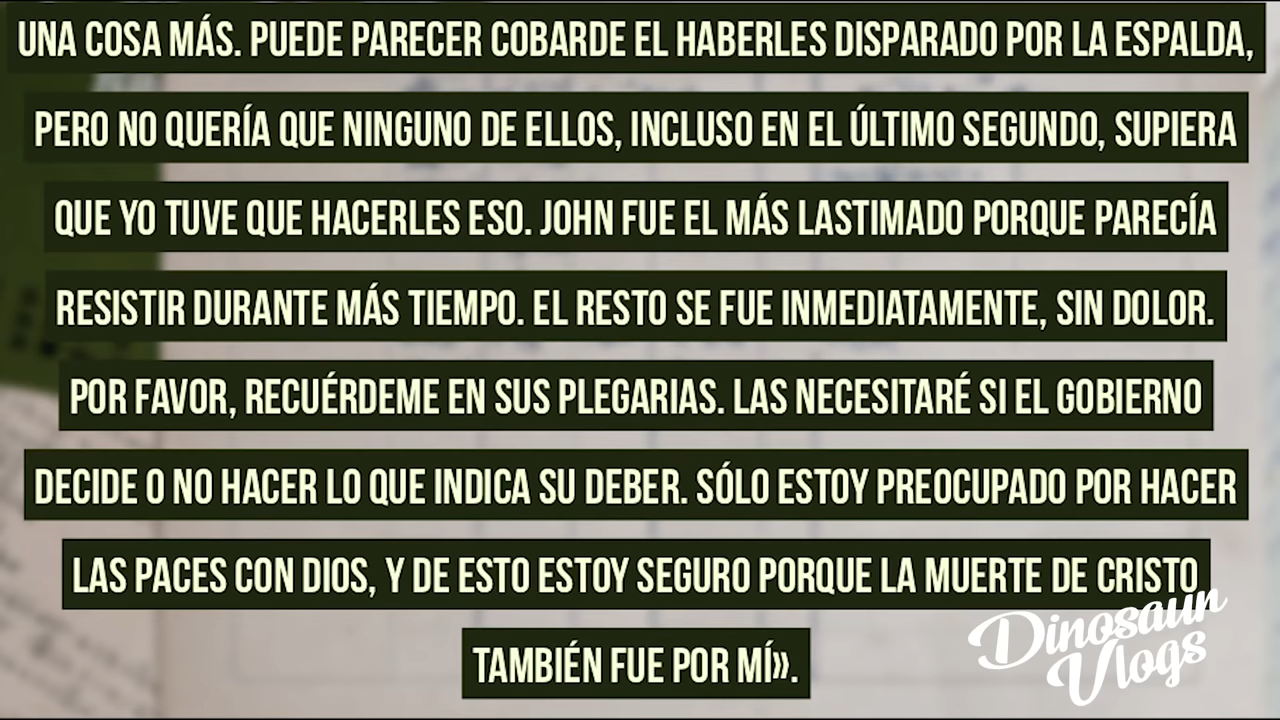 UNA COSA MÁS. PUEDE PARECER COBARDE EL HABERLES DISPARADO POR LA ESPALDA,
PERO NO QUERÍA QUE NINGUNO DE ELLOS, INCLUSO EN EL ÚLTIMO SEGUNDO, SUPIERA
QUE YO TUVE QUE HACERLES ESO. JOHN FUE EL MÁS LASTIMADO PORQUE PARECÍA
RESISTIR DURANTE MÁS TIEMPO. EL RESTO SE FUE INMEDIATAMENTE, SIN DOLOR.
POR FAVOR, RECUÉRDEME EN SUS PLEGARIAS. LAS NECESITARÉ SI EL GOBIERNO
DECIDE O NO HACER LO QUE INDICA SU DEBER. SÓLO ESTOY PREOCUPADO POR HACER
LAS PACES CON DIOS, Y DE ESTO ESTOY SEGURO PORQUE LA MUERTE DE CRISTO
TAMBIÉN FUE POR MÍ».
Dinosaur
Vlogs